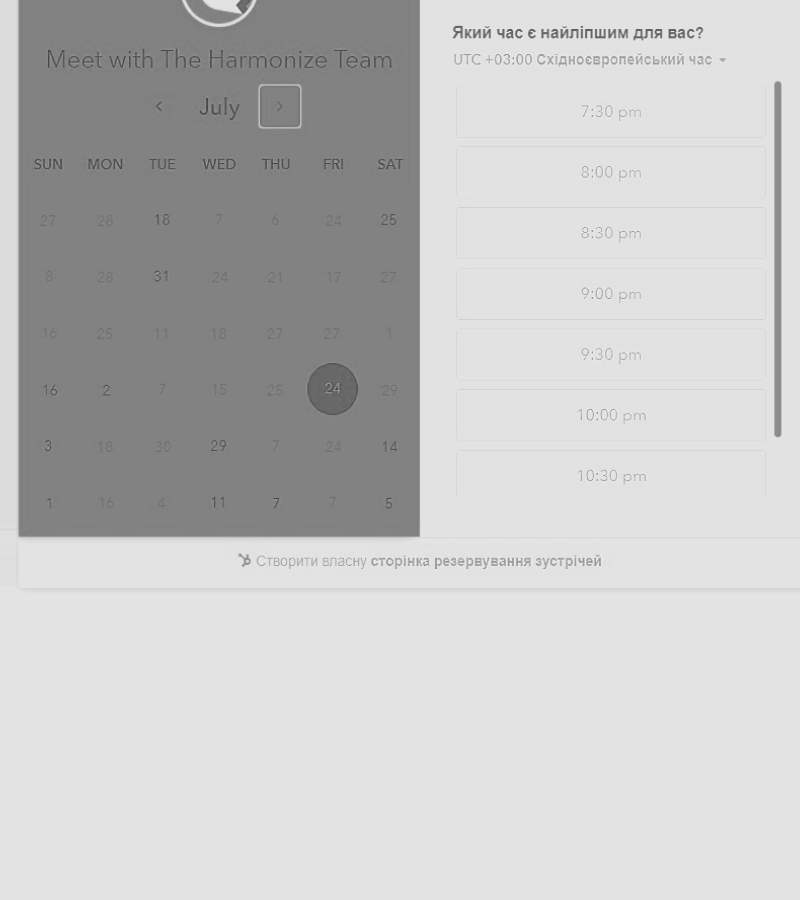 Meet with The Harmonize Team
July
SUN MON TUE WED THU FRI SAT
27 28 18 7 6 24 25
8 28 31 24 21 17 27
16 25 11 18 27 27 1
16 2 7 15 25 24 29
3 18 30 29 7 24 14
1 16 4 11 7 7 5
Який час є найліпшим для вас?
UTC +03:00 Східноєвропейський час
7:30 pm
8:00 pm
8:30 pm
9:00 pm
9:30 pm
10:00 pm
10:30 pm
Створити власну сторінка резервування зустрічей